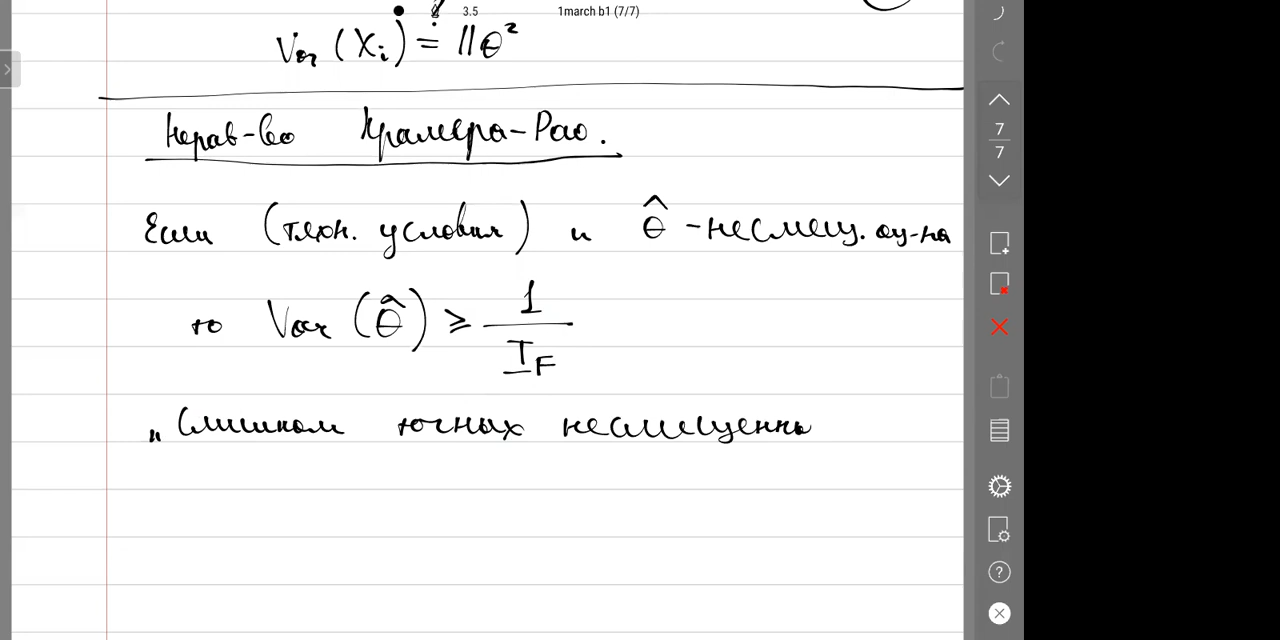 3.5 1march b1 (7/7)
Var (Xi) = 11θ²
Нерав-во Крамера-Рао.
Если (техн. условия) и θ̂ -несмещ. оц-ка
то Var (θ̂) ≥ 1/I_F
„Слишком точных несмещенны
7
7